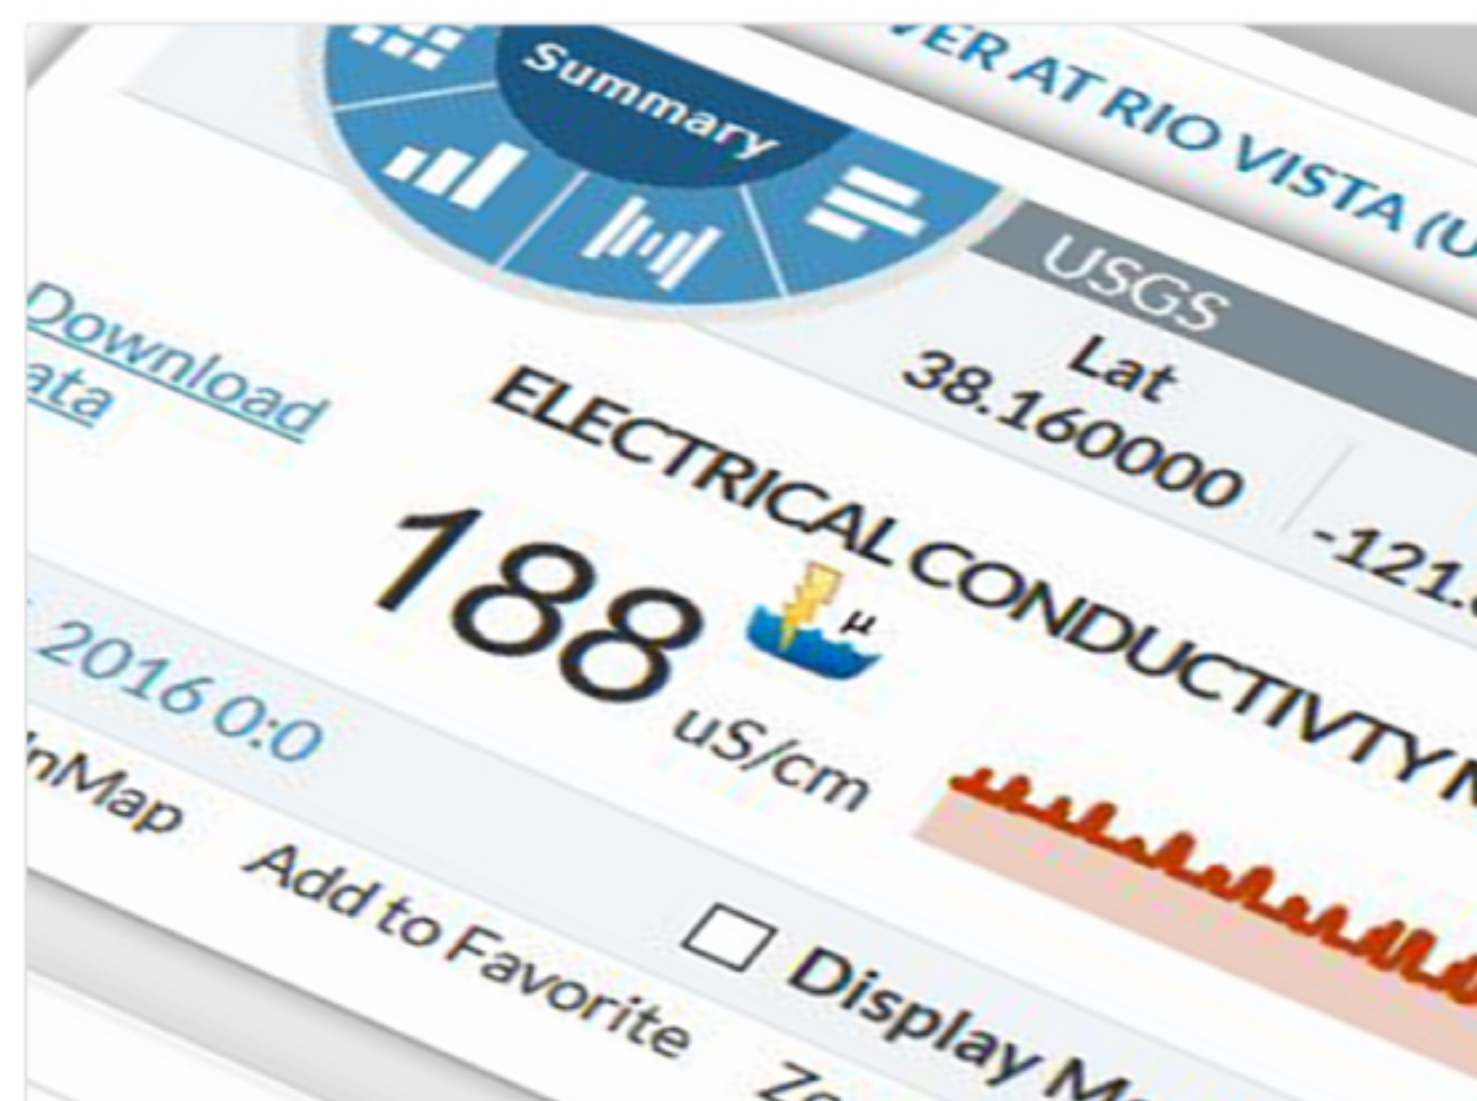 Summary
VER AT RIO VISTA (U
USGS
Lat
38.160000
-121.
Download
ata
ELECTRICAL CONDUCTIVTY
188
μ
uS/cm
2016 0:0
nMap
Add to Favorite
Display